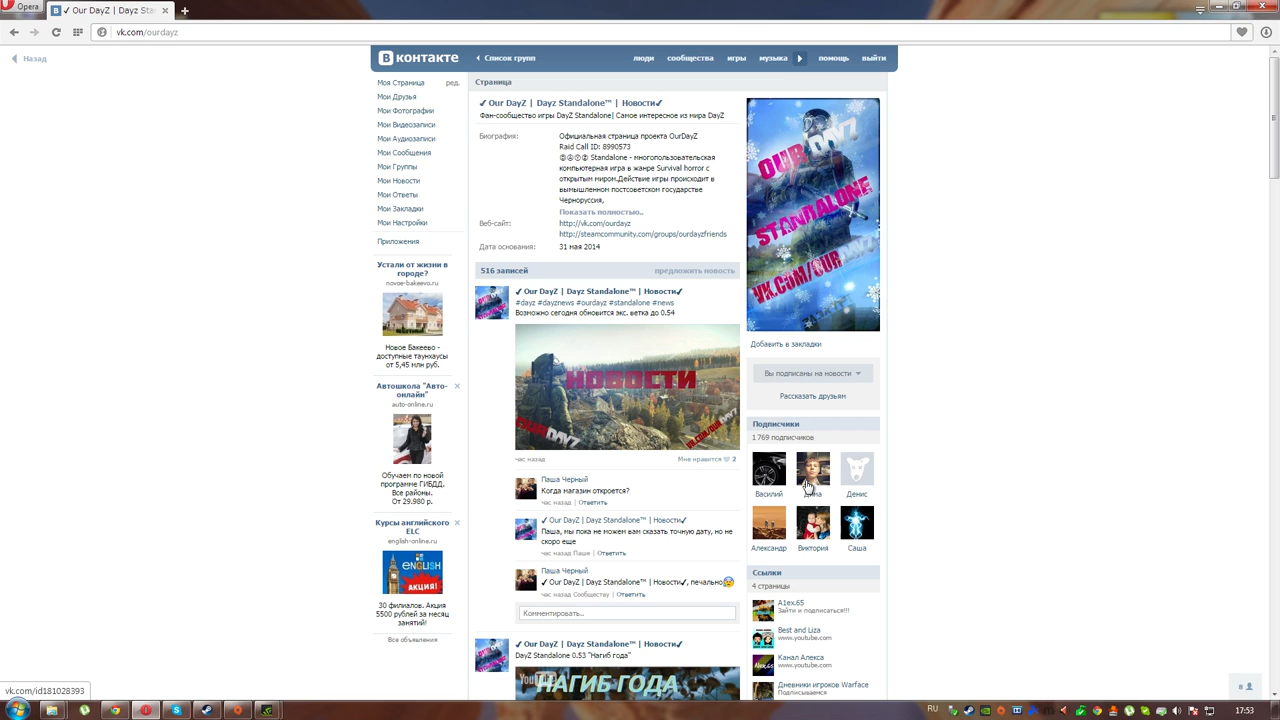 Opera
✓ Our DayZ | Dayz Stan
vk.com/ourdayz
Назад
В контакте
Список групп
люди
сообщества
игры
музыка
помощь
выйти
Моя Страница
ред.
Мои Друзья
Мои Фотографии
Мои Видеозаписи
Мои Аудиозаписи
Мои Сообщения
Мои Группы
Мои Новости
Мои Ответы
Мои Закладки
Мои Настройки
Приложения
Устали от жизни в
городе?
novoe-bakeevo.ru
Новое Бакеево -
доступные таунхаусы
от 5,45 млн руб.
Автошкола "Авто-
онлайн"
auto-online.ru
Обучаем по новой
программе ГИБДД.
Все районы.
От 29.980 р.
Курсы английского
ELC
english-online.ru
ENGLISH
АКЦИЯ!
30 филиалов. Акция
5500 рублей за месяц
занятий!
Все объявления
Страница
✔ Our DayZ | Dayz Standalone™ | Новости✔
Фан-сообщество игры DayZ Standalone| Самое интересное из мира DayZ
Биография:
Официальная страница проекта OurDayZ
Raid Call ID: 8990573
Standalone - многопользовательская
компьютерная игра в жанре Survival horror с
открытым миром.Действие игры происходит в
вымышленном постсоветском государстве
Черноруссия,
Показать полностью..
Веб-сайт:
http://vk.com/ourdayz
http://steamcommunity.com/groups/ourdayzfriends
Дата основания:
31 мая 2014
516 записей
предложить новость
✔ Our DayZ | Dayz Standalone™ | Новости✔
#dayz #dayznews #ourdayz #standalone #news
Возможно сегодня обновится экс. ветка до 0.54
НОВОСТИ
OURDAYZ
VK.COM/OURDAYZ
час назад
Мне нравится 2
Паша Черный
Когда магазин откроется?
час назад | Ответить
✔ Our DayZ | Dayz Standalone™ | Новости✔
Паша, мы пока не можем вам сказать точную дату, но не
скоро еще
час назад Паше | Ответить
Паша Черный
✔ Our DayZ | Dayz Standalone™ | Новости✔, печально
час назад Сообществу | Ответить
Комментировать..
✔ Our DayZ | Dayz Standalone™ | Новости✔
DayZ Standalone 0.53 "Нагиб года"
YouTube
НАГИБ ГОДА
OUR DAYZ
STANDALONE
VK.COM/OUR
Добавить в закладки
Вы подписаны на новости
Рассказать друзьям
Подписчики
1 769 подписчиков
Василий
Денис
Александр
Виктория
Саша
Ссылки
4 страницы
A1ex.65
Зайти и подписаться!!!
Best and Liza
www.youtube.com
Канал Алекса
www.youtube.com
Дневники игроков Warface
Подписываемся
RU
17:53